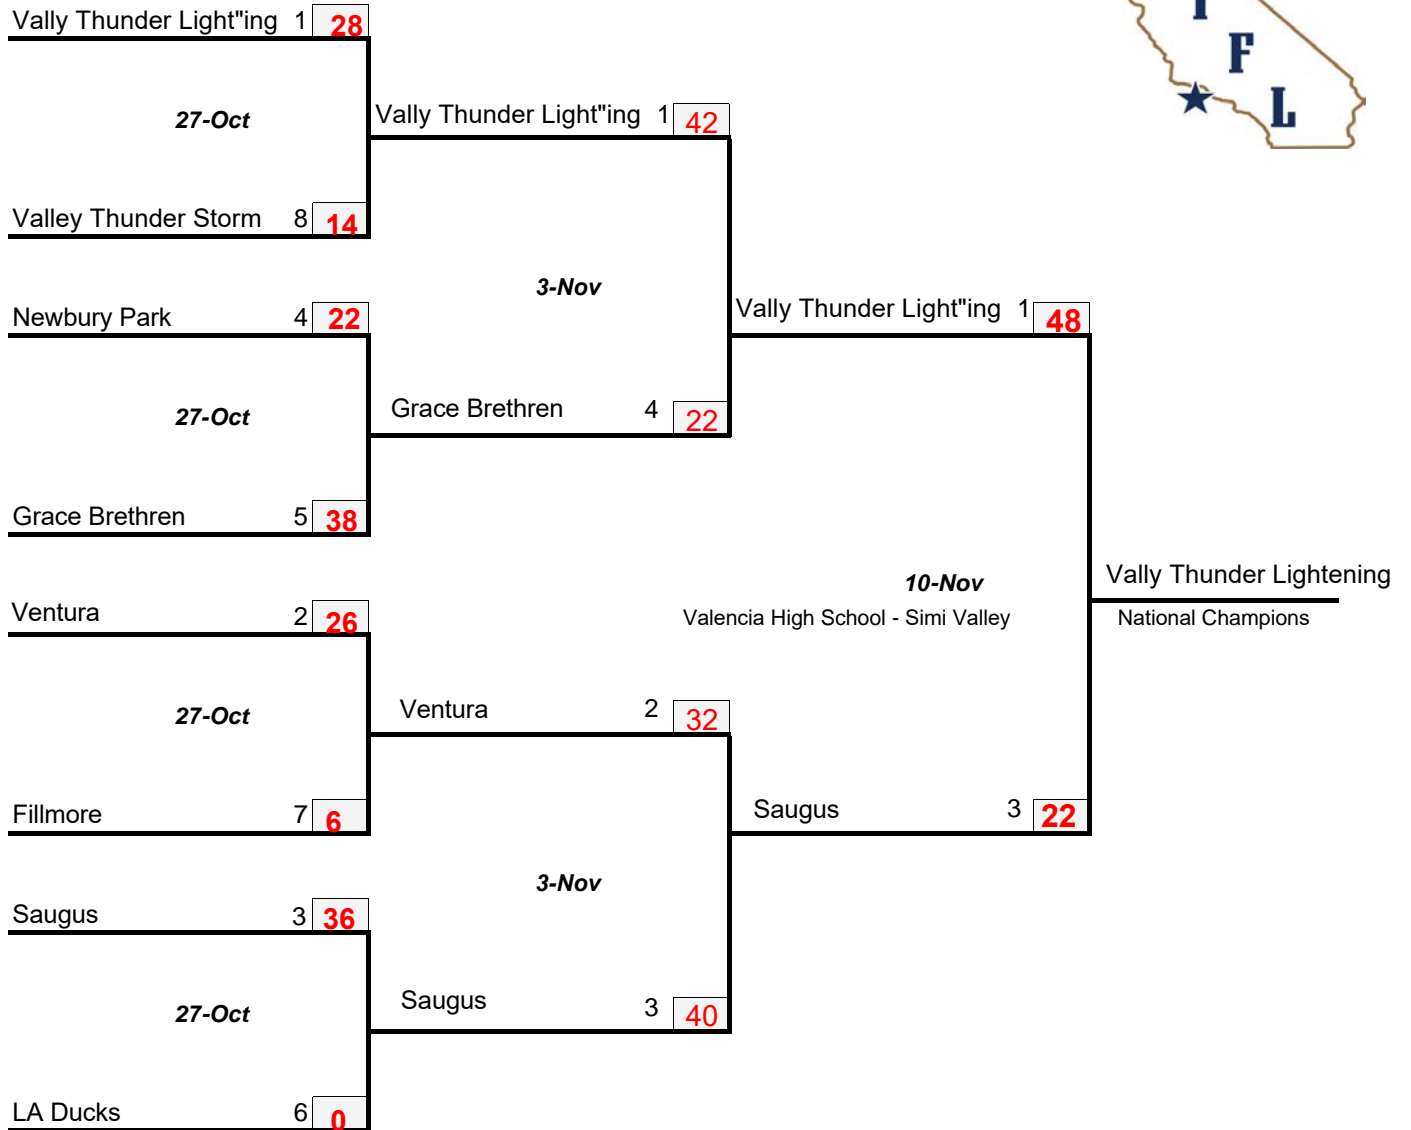 Vally Thunder Light"ing 1 28
F
L
27-Oct
Vally Thunder Light"ing 1 42
Valley Thunder Storm 8 14
3-Nov
Newbury Park 4 22
Vally Thunder Light"ing 1 48
27-Oct
Grace Brethren 4 22
Grace Brethren 5 38
10-Nov
Vally Thunder Lightening
Valencia High School - Simi Valley
National Champions
Ventura 2 26
27-Oct
Ventura 2 32
Fillmore 7 6
Saugus 3 22
3-Nov
Saugus 3 36
27-Oct
Saugus 3 40
LA Ducks 6 0